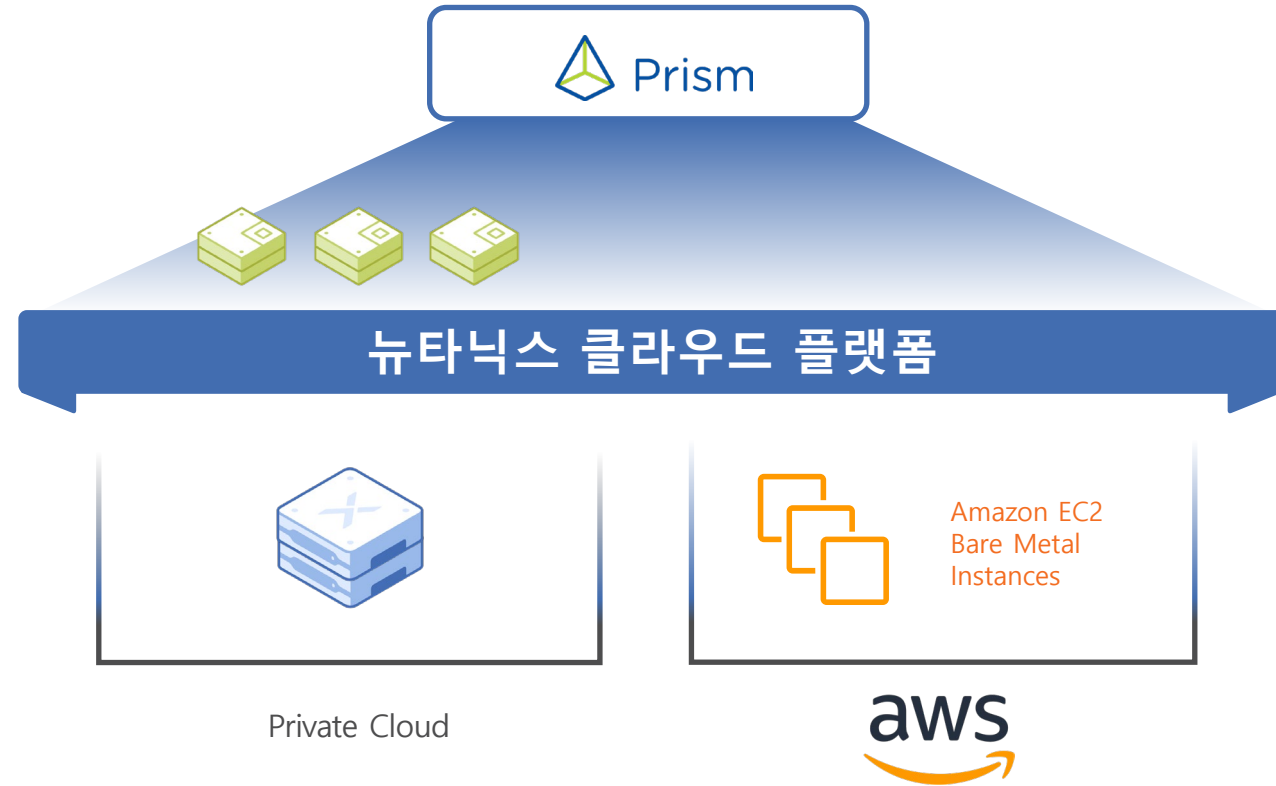 Prism
뉴타닉스 클라우드 플랫폼
Amazon EC2
Bare Metal
Instances
Private Cloud
aws